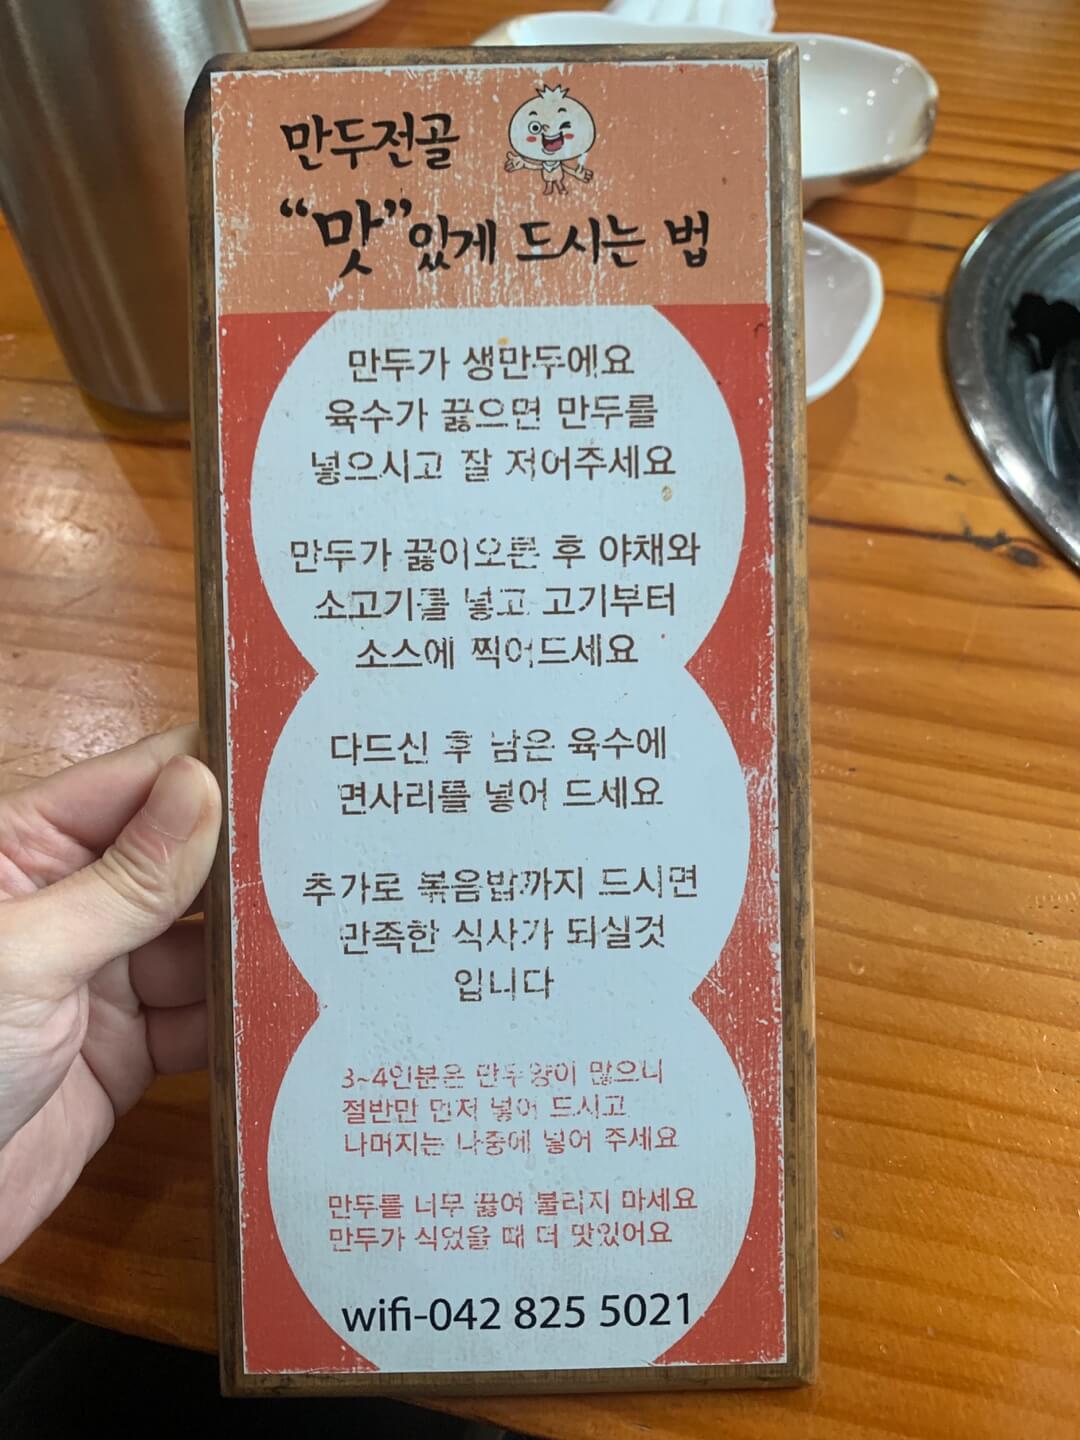 만두전골
“맛”있게 드시는 법
만두가 생만두에요
육수가 끓으면 만두를
넣으시고 잘 저어주세요
만두가 끓이오른 후 야채와
소고기를 넣고 고기부터
소스에 찍어드세요
다드신 후 남은 육수에
면사리를 넣어 드세요
추가로 볶음밥까지 드시면
만족한 식사가 되실것
입니다
3~4인분은 만두양이 많으니
절반만 먼저 넣어 드시고
나머지는 나중에 넣어 주세요
만두를 너무 끓여 불리지 마세요
만두가 식었을 때 더 맛있어요
wifi-042 825 5021